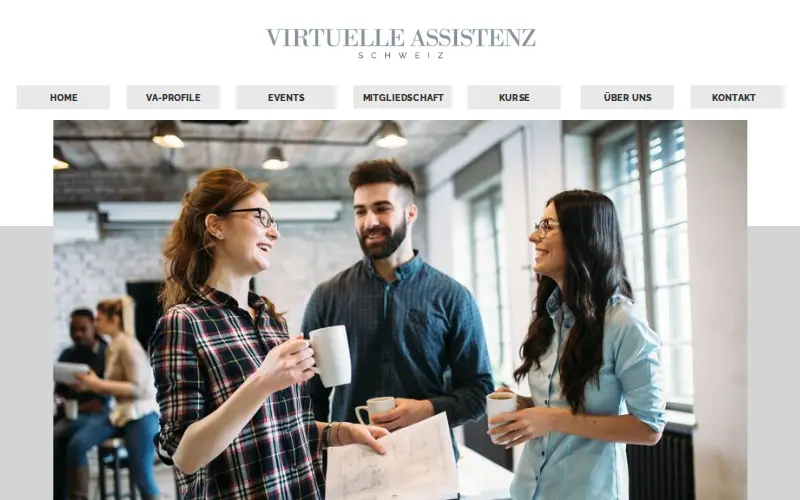 VIRTUELLE ASSISTENZ
SCHWEIZ
HOME
VA-PROFILE
EVENTS
MITGLIEDSCHAFT
KURSE
ÜBER UNS
KONTAKT